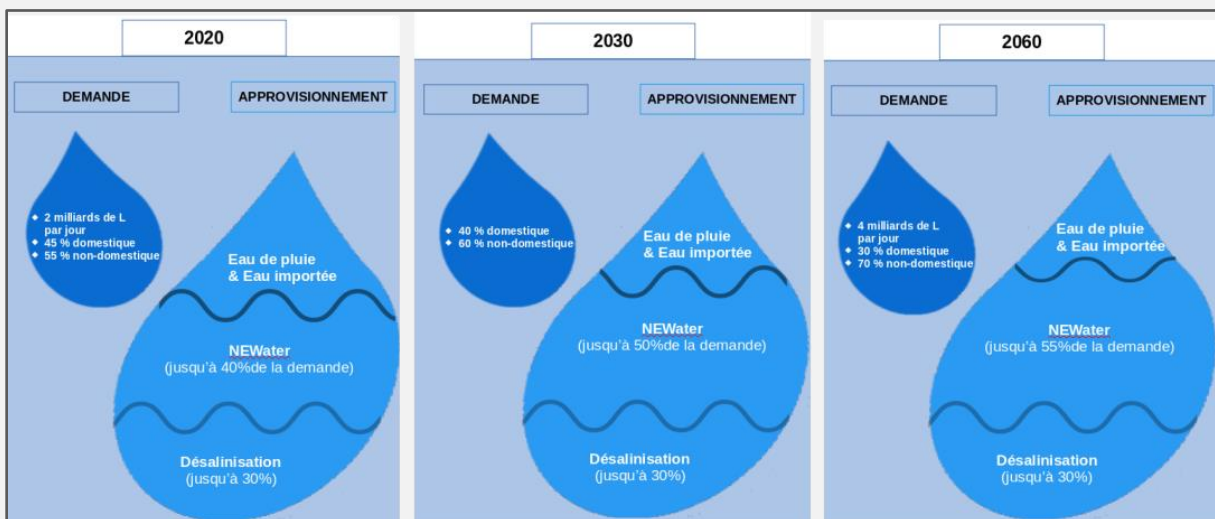 2020
DEMANDE
APPROVISIONNEMENT
◆ 2 milliards de L
par jour
◆ 45 % domestique
◆ 55 % non-domestique
Eau de pluie
& Eau importée
NEWater
(jusqu'à 40%de la demande)
Désalinisation
(jusqu'à 30%)
2030
DEMANDE
APPROVISIONNEMENT
◆ 40 % domestique
◆ 60 % non-domestique
Eau de pluie
& Eau importée
NEWater
(jusqu'à 50%de la demande)
Désalinisation
(jusqu'à 30%)
2060
DEMANDE
APPROVISIONNEMENT
◆ 4 milliards de L
par jour
◆ 30 % domestique
◆ 70 % non-domestique
Eau de pluie
& Eau importée
NEWater
(jusqu'à 55%de la demande)
Désalinisation
(jusqu'à 30%)